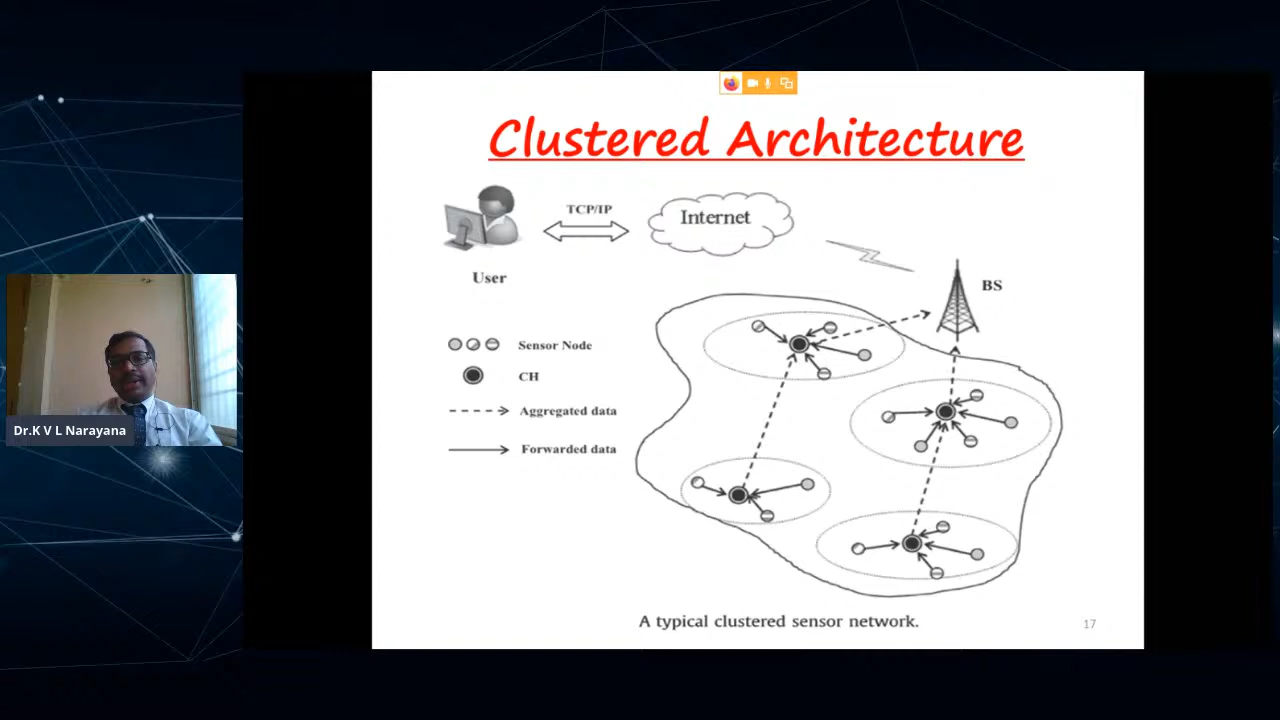 Clustered Architecture
TCP/IP
Internet
User
BS
Sensor Node
CH
Aggregated data
Forwarded data
Dr.K V L Narayana
A typical clustered sensor network.
17